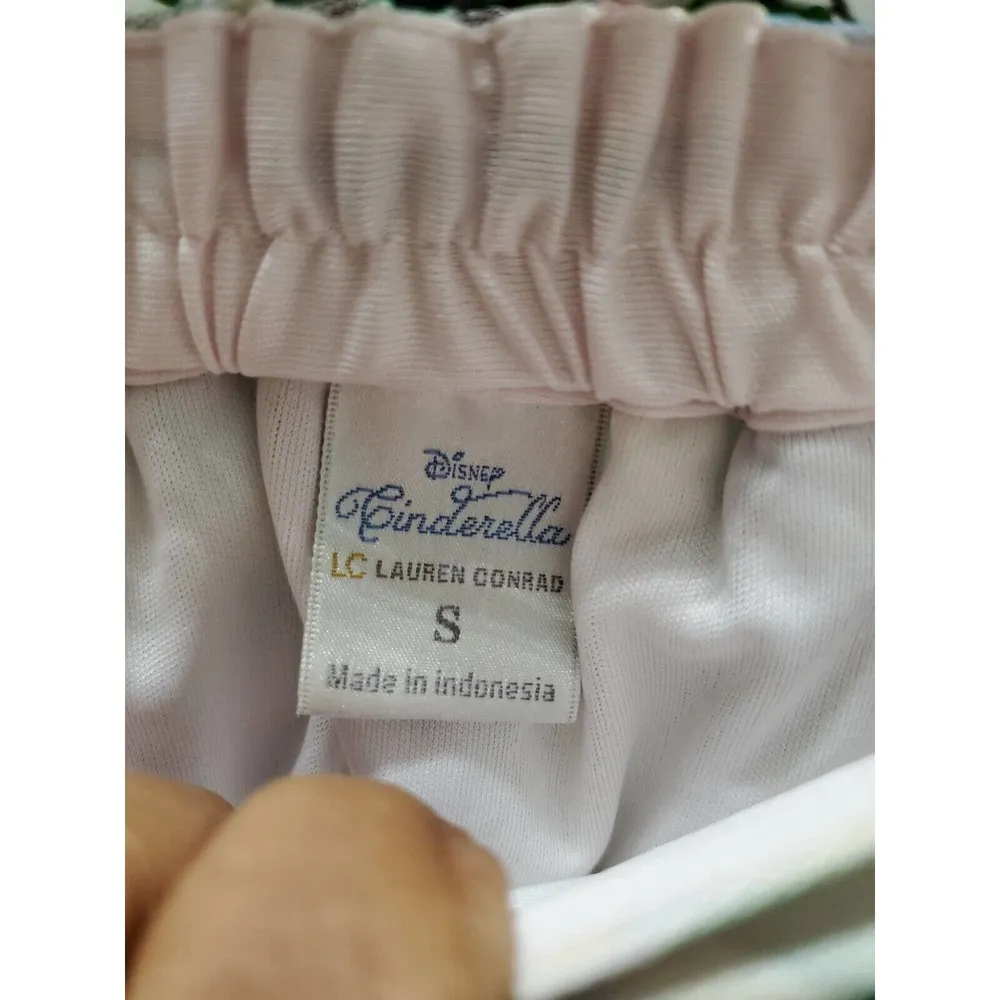 Disney
Cinderella
LC LAUREN CONRAD
S
Made in indonesia